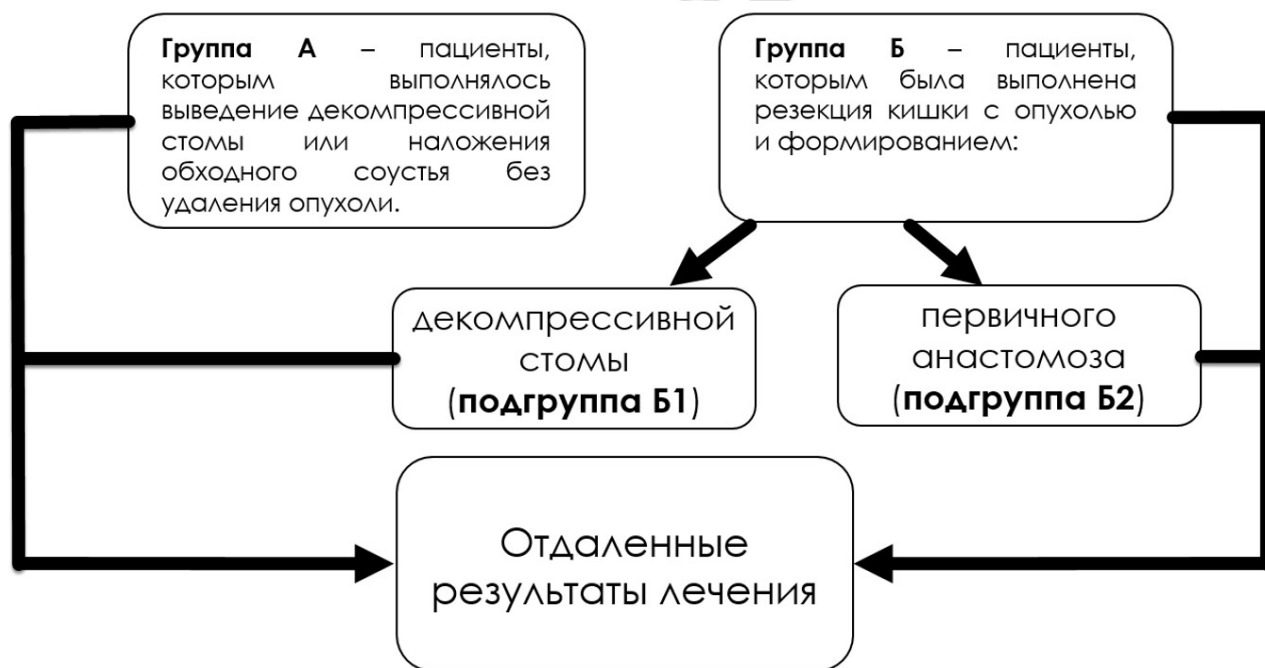 Группа А – пациенты,
которым выполнялось
выведение декомпрессивной
стомы или наложения
обходного соустья без
удаления опухоли.
Группа Б – пациенты,
которым была выполнена
резекция кишки с опухолью
и формированием:
декомпрессивной
стомы
(подгруппа Б1)
первичного
анастомоза
(подгруппа Б2)
Отдаленные
результаты лечения